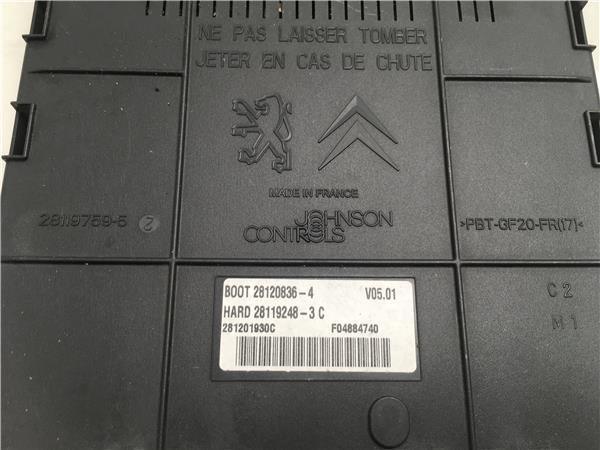 NE PAS LAISSER TOMBER
JETER EN CAS DE CHUTE
MADE IN FRANCE
28119759-5 2
JOHNSON
CONTROLS
>PBT-GF20-FR(17)<
BOOT 28120836-4 V05.01
HARD 28119248-3 C
281201930C F04884740
C 2
M 1